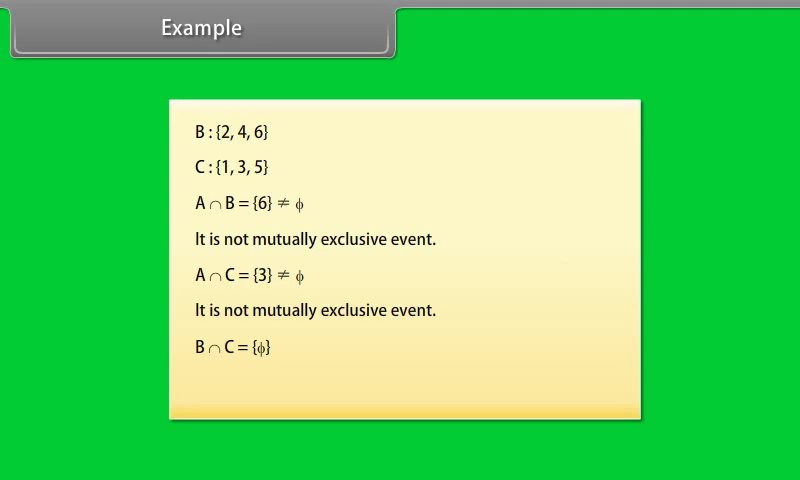 Example
B : {2, 4, 6}
C : {1, 3, 5}
A ∩ B = {6} ≠ ϕ
It is not mutually exclusive event.
A ∩ C = {3} ≠ ϕ
It is not mutually exclusive event.
B ∩ C = {ϕ}